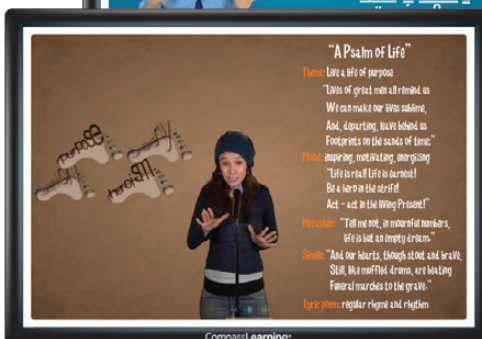 “A Psalm of Life”
Theme: Live a life of purpose
“Lives of great men all remind us
We can make our lives sublime,
And, departing, leave behind us
Footprints on the sands of time;”
Mood: inspiring, motivating, energizing
“Life is real! Life is earnest!
Be a hero in the strife!
Act – act in the living Present!”
Metaphor: “Tell me not, in mournful numbers,
life is but an empty dream.”
Simile: “And our hearts, though stout and brave,
Still, like muffled drums, are beating
Funeral marches to the grave.”
Lyric poem: regular rhyme and rhythm
purpose
CompassLearning